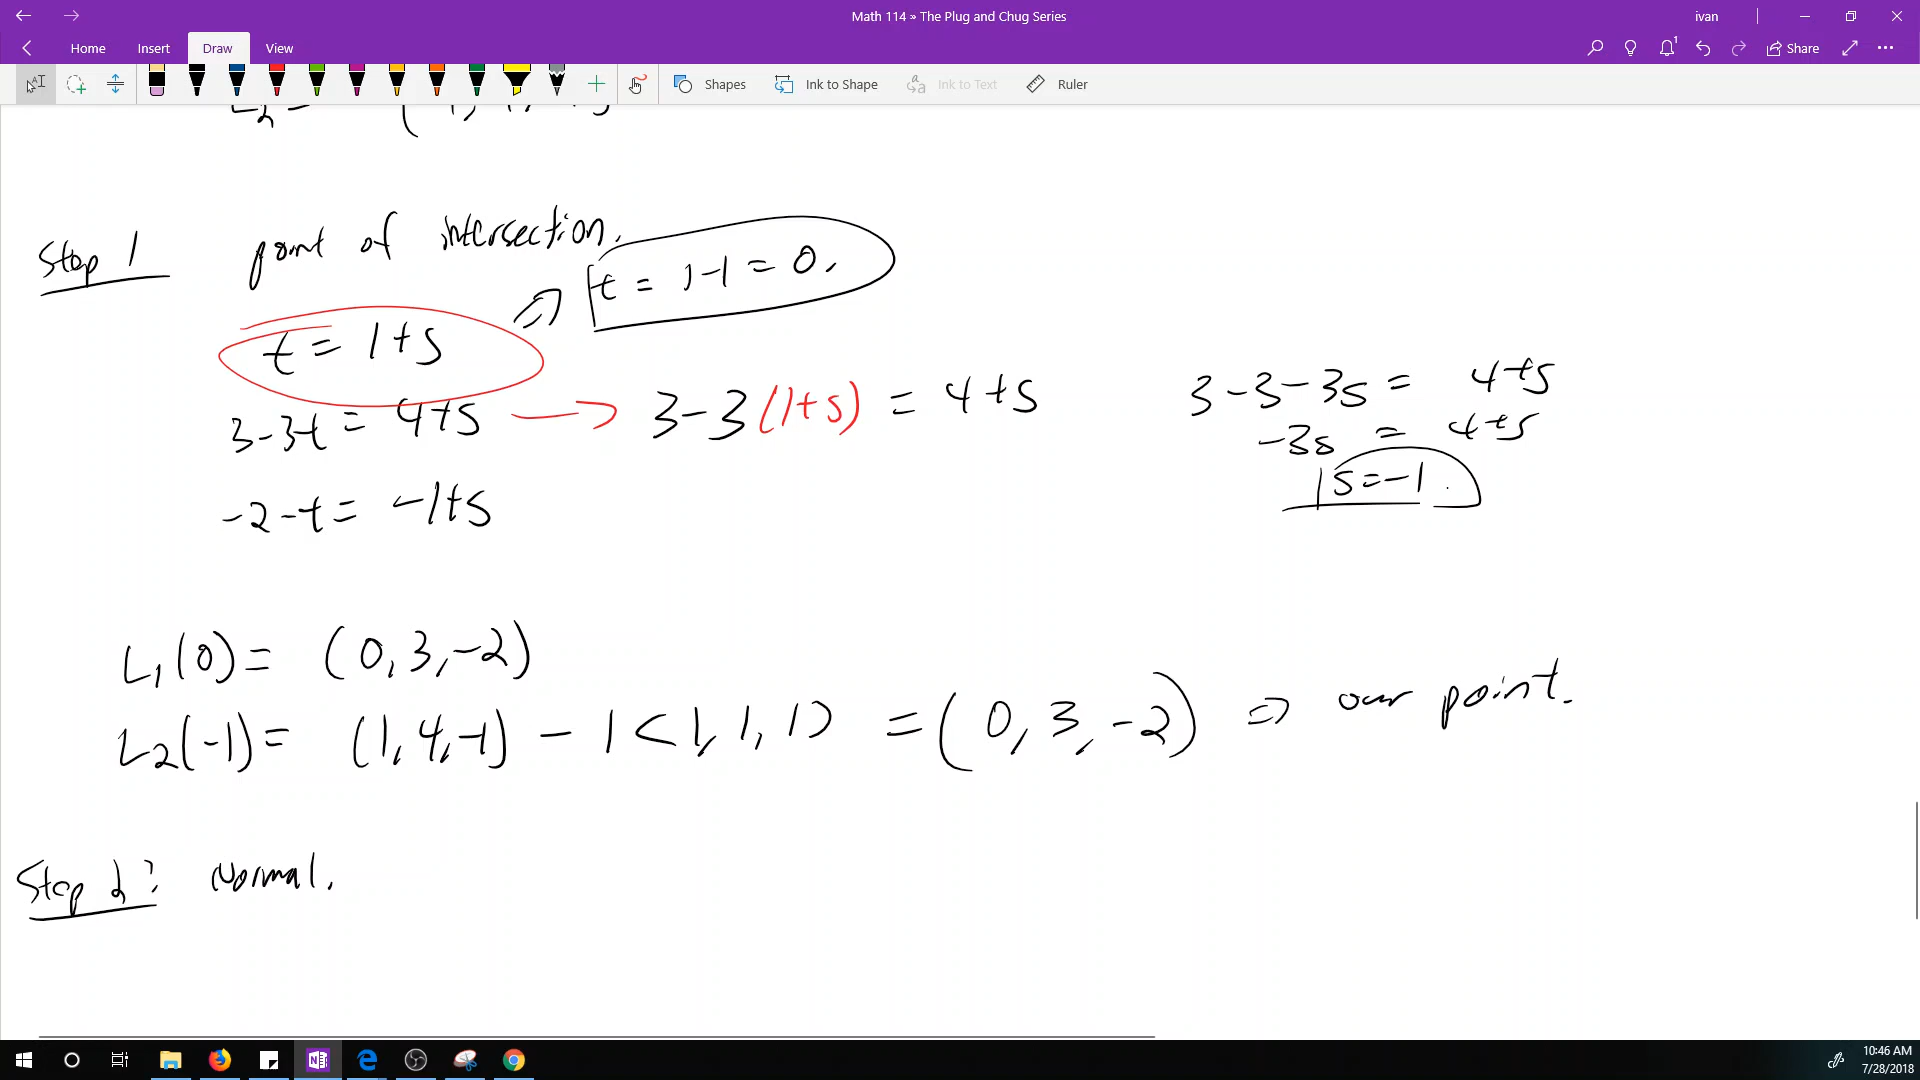 Math 114 » The Plug and Chug Series
ivan
Home Insert Draw View
1
Share
Shapes Ink to Shape Ink to Text Ruler
Step 1 point of intersection.
t = 1-1 = 0.
t = 1+s
3-3t = 4+s → 3-3(1+s) = 4+s
3-3-3s = 4+s
-3s = 4+s
s=-1.
-2-t = -1+s
L₁(0) = (0, 3, -2)
L₂(-1) = (1, 4, -1) - 1<1, 1, 1> = (0, 3, -2) ⇒ our point.
Step 2: Normal.
10:46 AM
7/28/2018